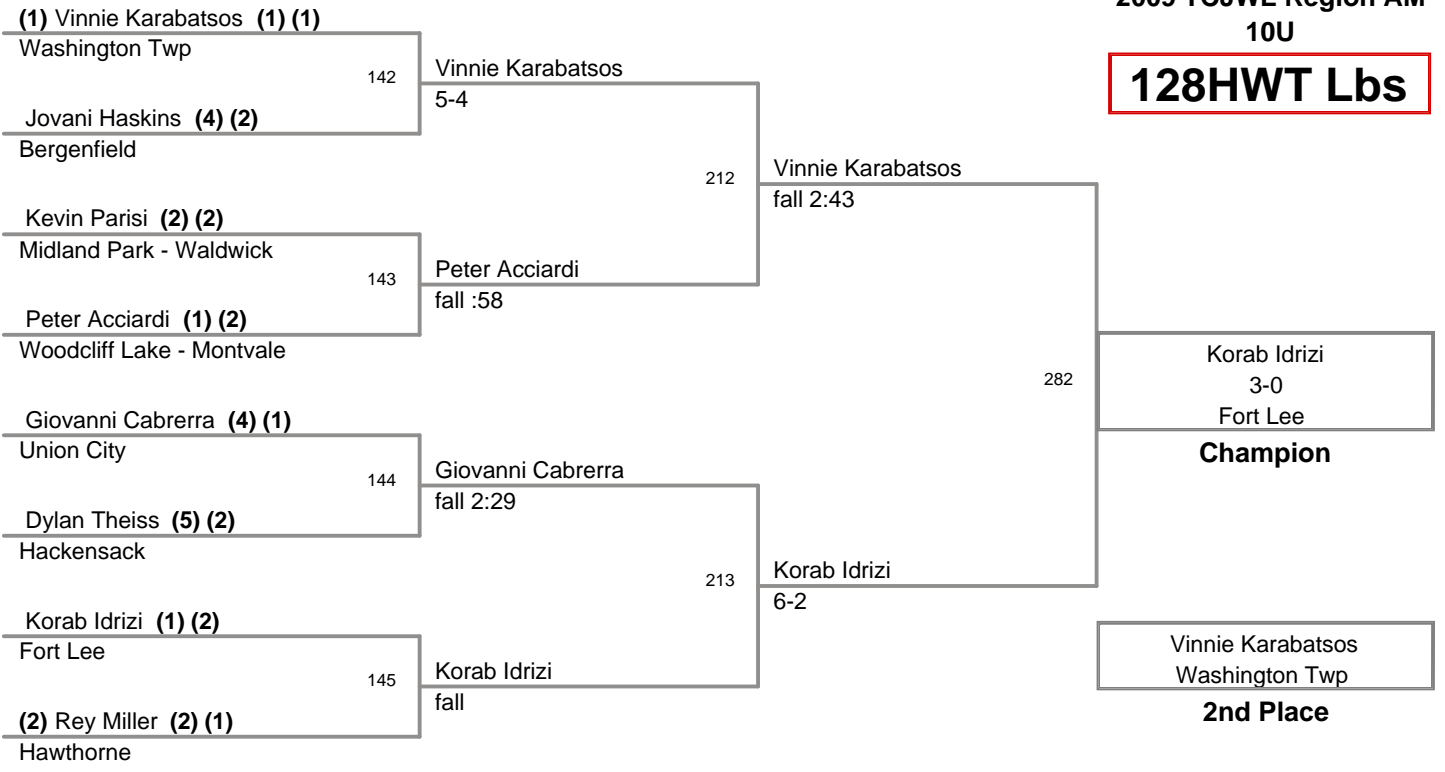 2009 TCJWL Region AM
10U
128HWT Lbs
(1) Vinnie Karabatsos (1) (1)
Washington Twp
142
Vinnie Karabatsos
5-4
Jovani Haskins (4) (2)
Bergenfield
212
Vinnie Karabatsos
fall 2:43
Kevin Parisi (2) (2)
Midland Park - Waldwick
143
Peter Acciardi
fall :58
Peter Acciardi (1) (2)
Woodcliff Lake - Montvale
282
Korab Idrizi
3-0
Fort Lee
Champion
Giovanni Cabrerra (4) (1)
Union City
144
Giovanni Cabrerra
fall 2:29
Dylan Theiss (5) (2)
Hackensack
213
Korab Idrizi
6-2
Korab Idrizi (1) (2)
Fort Lee
145
Korab Idrizi
fall
(2) Rey Miller (2) (1)
Hawthorne
Vinnie Karabatsos
Washington Twp
2nd Place